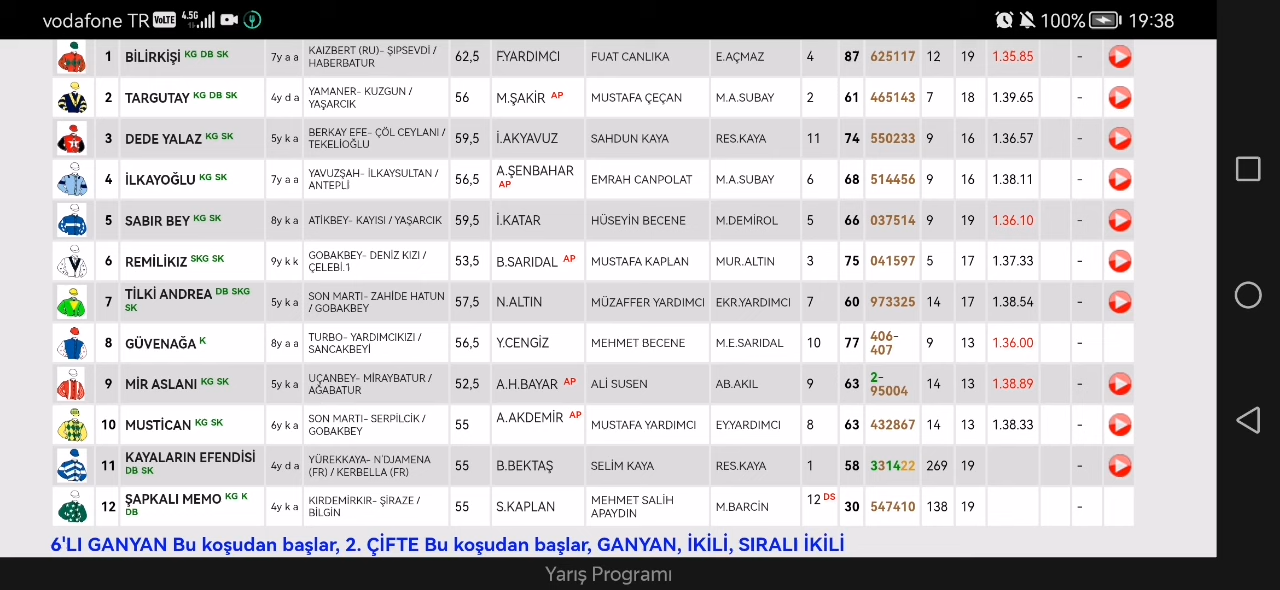 vodafone TR VoLTE 4.5G 100% 19:38
1 BİLİRKİŞİ KG DB SK 7y a a KAIZBERT (RU)- ŞIPSEVDİ / HABERBATUR 62,5 F.YARDIMCI FUAT CANLIKA E.AÇMAZ 4 87 625117 12 19 1.35.85 -
2 TARGUTAY KG DB SK 4y d a YAMANER- KUZGUN / YAŞARCIK 56 M.ŞAKİR AP MUSTAFA ÇEÇAN M.A.SUBAY 2 61 465143 7 18 1.39.65 -
3 DEDE YALAZ KG SK 5y k a BERKAY EFE- ÇÖL CEYLANI / TEKELİOĞLU 59,5 İ.AKYAVUZ SAHDUN KAYA RES.KAYA 11 74 550233 9 16 1.36.57 -
4 İLKAYOĞLU KG SK 7y a a YAVUZŞAH- İLKAYSULTAN / ANTEPLİ 56,5 A.ŞENBAHAR AP EMRAH CANPOLAT M.A.SUBAY 6 68 514456 9 16 1.38.11 -
5 SABIR BEY KG SK 8y k a ATİKBEY- KAYISI / YAŞARCIK 59,5 İ.KATAR HÜSEYİN BECENE M.DEMİROL 5 66 037514 9 19 1.36.10 -
6 REMİLİKIZ SKG SK 9y k k GOBAKBEY- DENİZ KIZI / ÇELEBİ.1 53,5 B.SARIDAL AP MUSTAFA KAPLAN MUR.ALTIN 3 75 041597 5 17 1.37.33 -
7 TİLKİ ANDREA DB SKG SK 5y k a SON MARTI- ZAHİDE HATUN / GOBAKBEY 57,5 N.ALTIN MÜZAFFER YARDIMCI EKR.YARDIMCI 7 60 973325 14 17 1.38.54 -
8 GÜVENAĞA K 8y a a TURBO- YARDIMCIKIZI / SANCAKBEYİ 56,5 Y.CENGİZ MEHMET BECENE M.E.SARIDAL 10 77 406-407 9 13 1.36.00 -
9 MİR ASLANI KG SK 5y k a UÇANBEY- MİRAYBATUR / AĞABATUR 52,5 A.H.BAYAR AP ALİ SUSEN AB.AKIL 9 63 2-95004 14 13 1.38.89 -
10 MUSTİCAN KG SK 6y k a SON MARTI- SERPİLCİK / GOBAKBEY 55 A.AKDEMİR AP MUSTAFA YARDIMCI EY.YARDIMCI 8 63 432867 14 13 1.38.33 -
11 KAYALARIN EFENDİSİ DB SK 4y d a YÜREKKAYA- N'DJAMENA (FR) / KERBELLA (FR) 55 B.BEKTAŞ SELİM KAYA RES.KAYA 1 58 331422 269 19 -
12 ŞAPKALI MEMO KG K DB 4y k a KIRDEMİRKIR- ŞİRAZE / BİLGİN 55 S.KAPLAN MEHMET SALİH APAYDIN M.BARCİN 12 DS 30 547410 138 19 -
6'LI GANYAN Bu koşudan başlar, 2. ÇİFTE Bu koşudan başlar, GANYAN, İKİLİ, SIRALI İKİLİ
Yarış Programı